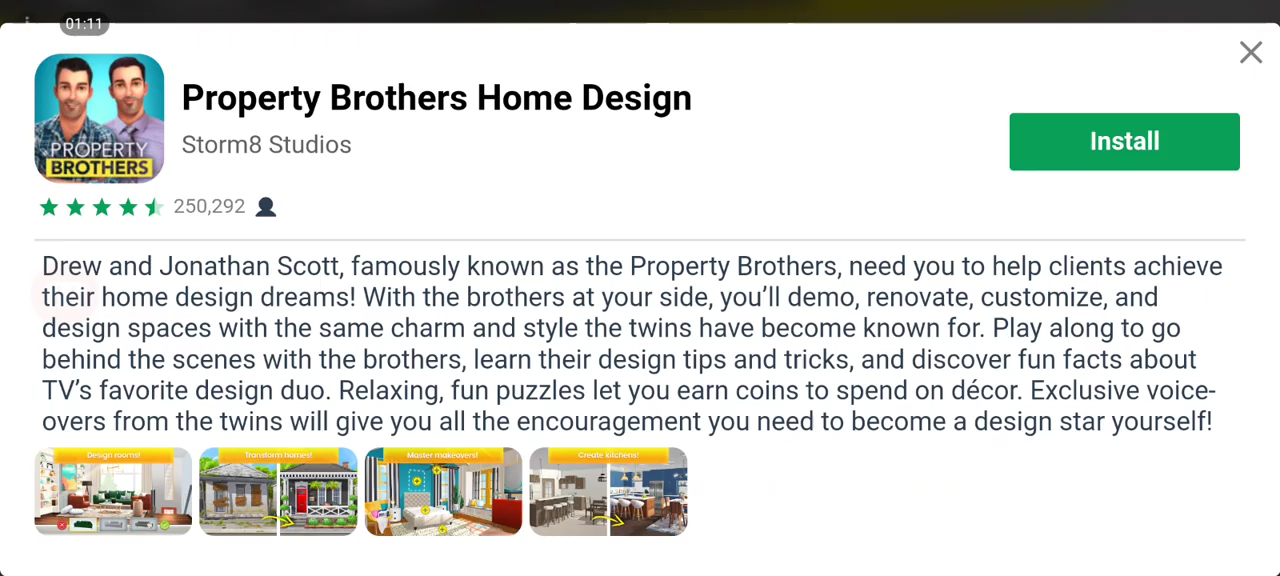 01:11
Property Brothers Home Design
Storm8 Studios
Install
PROPERTY
BROTHERS
250,292
Drew and Jonathan Scott, famously known as the Property Brothers, need you to help clients achieve
their home design dreams! With the brothers at your side, you’ll demo, renovate, customize, and
design spaces with the same charm and style the twins have become known for. Play along to go
behind the scenes with the brothers, learn their design tips and tricks, and discover fun facts about
TV’s favorite design duo. Relaxing, fun puzzles let you earn coins to spend on décor. Exclusive voice-
overs from the twins will give you all the encouragement you need to become a design star yourself!
Design rooms!
Transform homes!
Master makeovers!
Create kitchens!